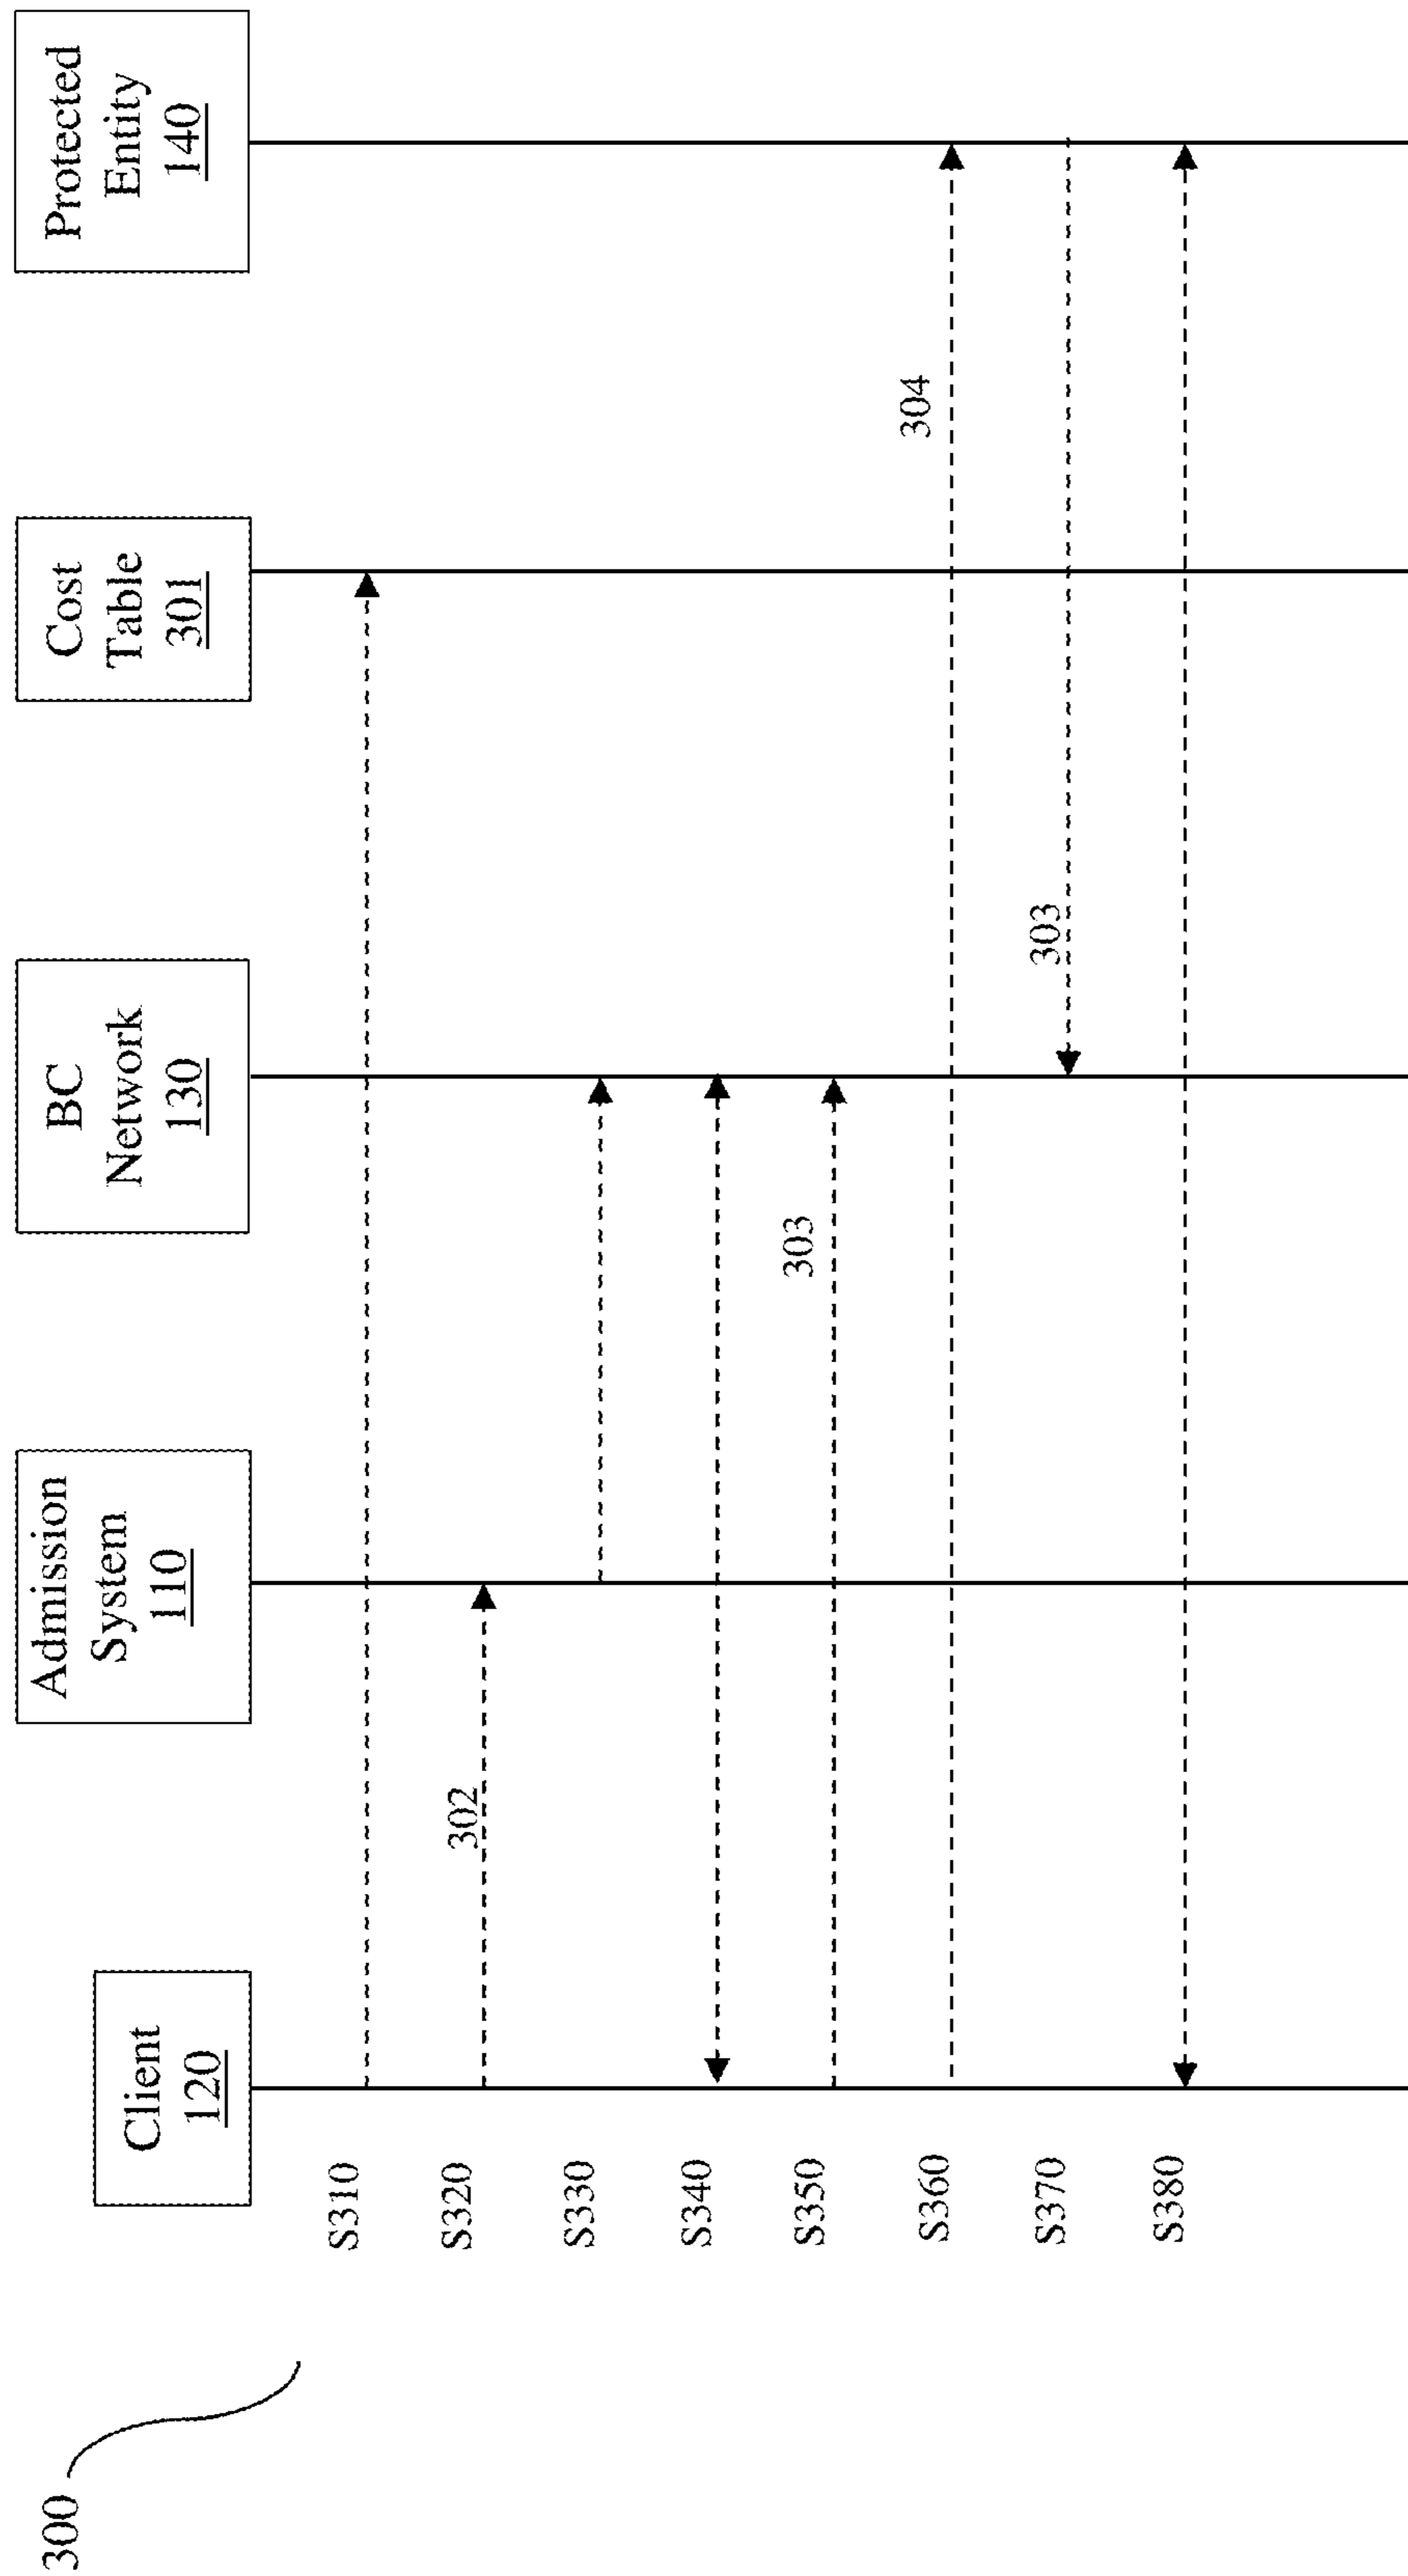 300
Client
120
Admission
System
110
BC
Network
130
Cost
Table
301
Protected
Entity
140
S310
S320
302
S330
S340
S350
303
S360
304
S370
303
S380